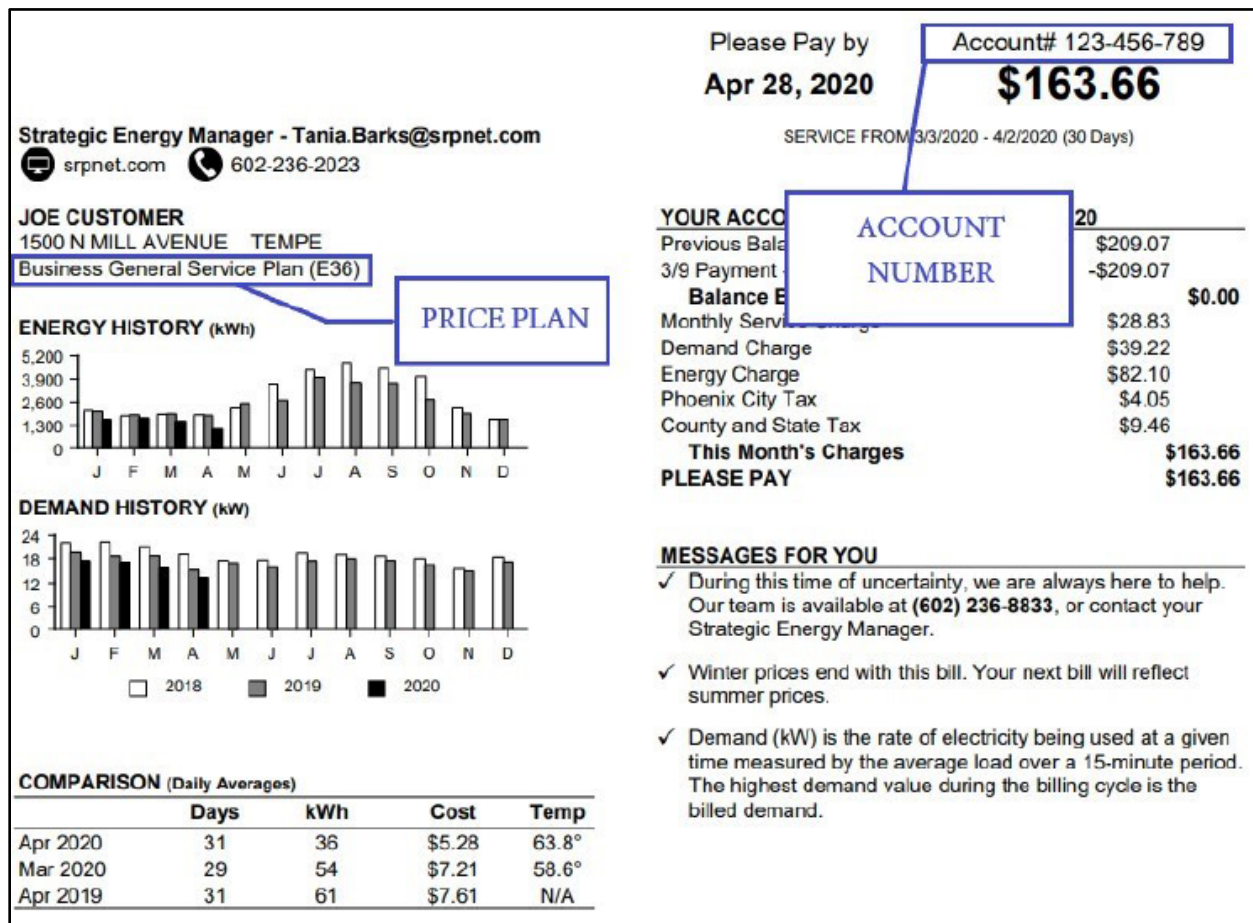 Please Pay by
Account# 123-456-789
Apr 28, 2020
$163.66
SERVICE FROM 3/3/2020 - 4/2/2020 (30 Days)
Strategic Energy Manager - Tania.Barks@srpnet.com
srpnet.com 602-236-2023
JOE CUSTOMER
1500 N MILL AVENUE TEMPE
Business General Service Plan (E36)
PRICE PLAN
ENERGY HISTORY (kWh)
5,200
3,900
2,600
1,300
0
J F M A M J J A S O N D
DEMAND HISTORY (kW)
24
18
12
6
0
J F M A M J J A S O N D
2018 2019 2020
COMPARISON (Daily Averages)
Days kWh Cost Temp
Apr 2020 31 36 $5.28 63.8°
Mar 2020 29 54 $7.21 58.6°
Apr 2019 31 61 $7.61 N/A
ACCOUNT
NUMBER
YOUR 20
Previous $209.07
3/9 Payment -$209.07
Balance $0.00
Monthly $28.83
Demand Charge $39.22
Energy Charge $82.10
Phoenix City Tax $4.05
County and State Tax $9.46
This Month's Charges $163.66
PLEASE PAY $163.66
MESSAGES FOR YOU
✓ During this time of uncertainty, we are always here to help.
Our team is available at (602) 236-8833, or contact your
Strategic Energy Manager.
✓ Winter prices end with this bill. Your next bill will reflect
summer prices.
✓ Demand (kW) is the rate of electricity being used at a given
time measured by the average load over a 15-minute period.
The highest demand value during the billing cycle is the
billed demand.